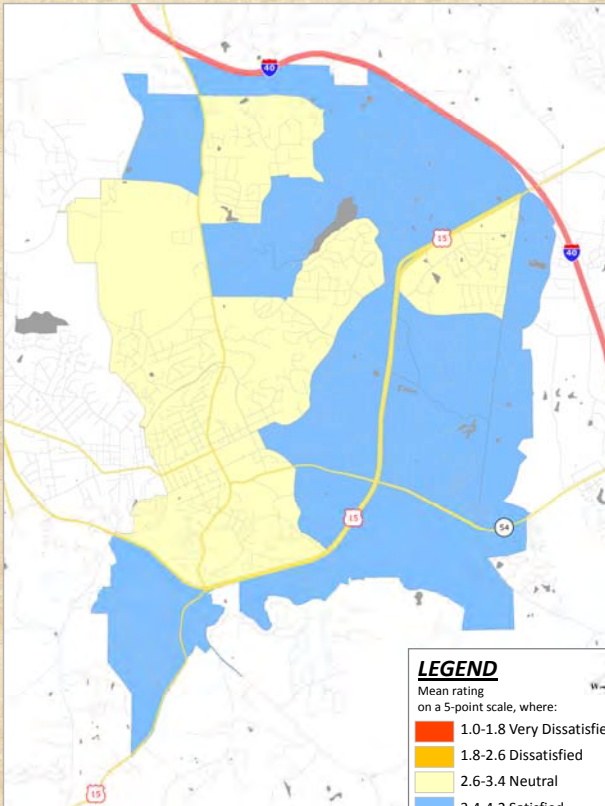 40
15
40
15
54
LEGEND
Mean rating
on a 5-point scale, where:
1.0-1.8 Very Dissatisfie
1.8-2.6 Dissatisfied
2.6-3.4 Neutral
15